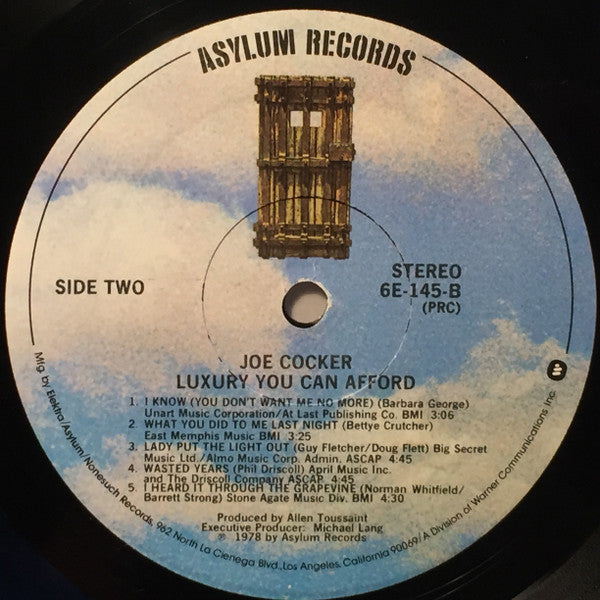 ASYLUM RECORDS
SIDE TWO
STEREO
6E-145-B
(PRC)
JOE COCKER
LUXURY YOU CAN AFFORD
1. I KNOW (YOU DON'T WANT ME NO MORE) (Barbara George)
Unart Music Corporation/At Last Publishing Co. BMI 3:06
2. WHAT YOU DID TO ME LAST NIGHT (Bettye Crutcher)
East Memphis Music BMI 3:25
3. LADY PUT THE LIGHT OUT (Guy Fletcher/Doug Flett) Big Secret
Music Ltd./Almo Music Corp. Admin. ASCAP 4:45
4. WASTED YEARS (Phil Driscoll) April Music Inc.
and The Driscoll Company ASCAP 4:45
5. I HEARD IT THROUGH THE GRAPEVINE (Norman Whitfield/
Barrett Strong) Stone Agate Music Div. BMI 4:30
Produced by Allen Toussaint
Executive Producer: Michael Lang
℗ 1978 by Asylum Records
Mfg. by Elektra/Asylum/Nonesuch Records, 962 North La Cienega Blvd., Los Angeles, California 90069/A Division of Warner Communications Inc.